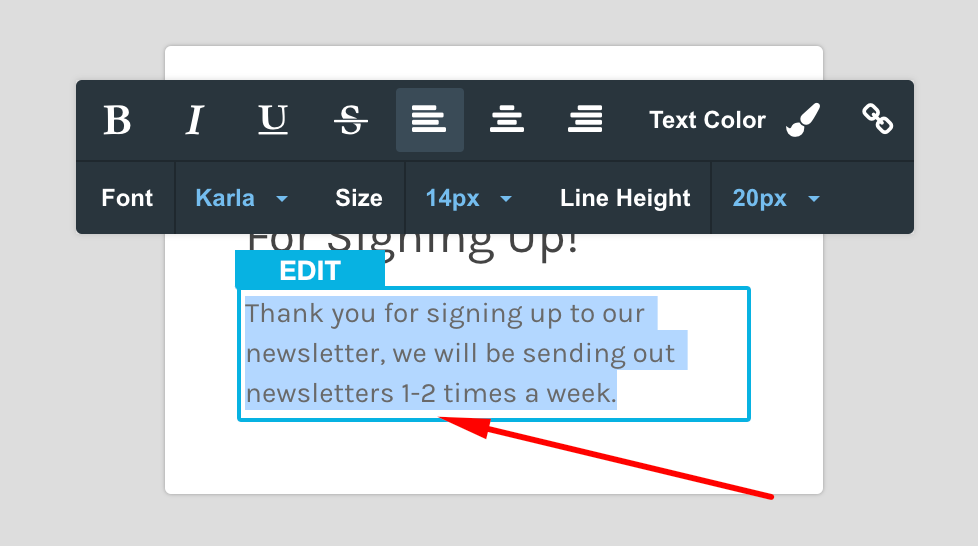 B I U S Text Color
Font Karla Size 14px Line Height 20px
For Signing Up!
EDIT
Thank you for signing up to our
newsletter, we will be sending out
newsletters 1-2 times a week.